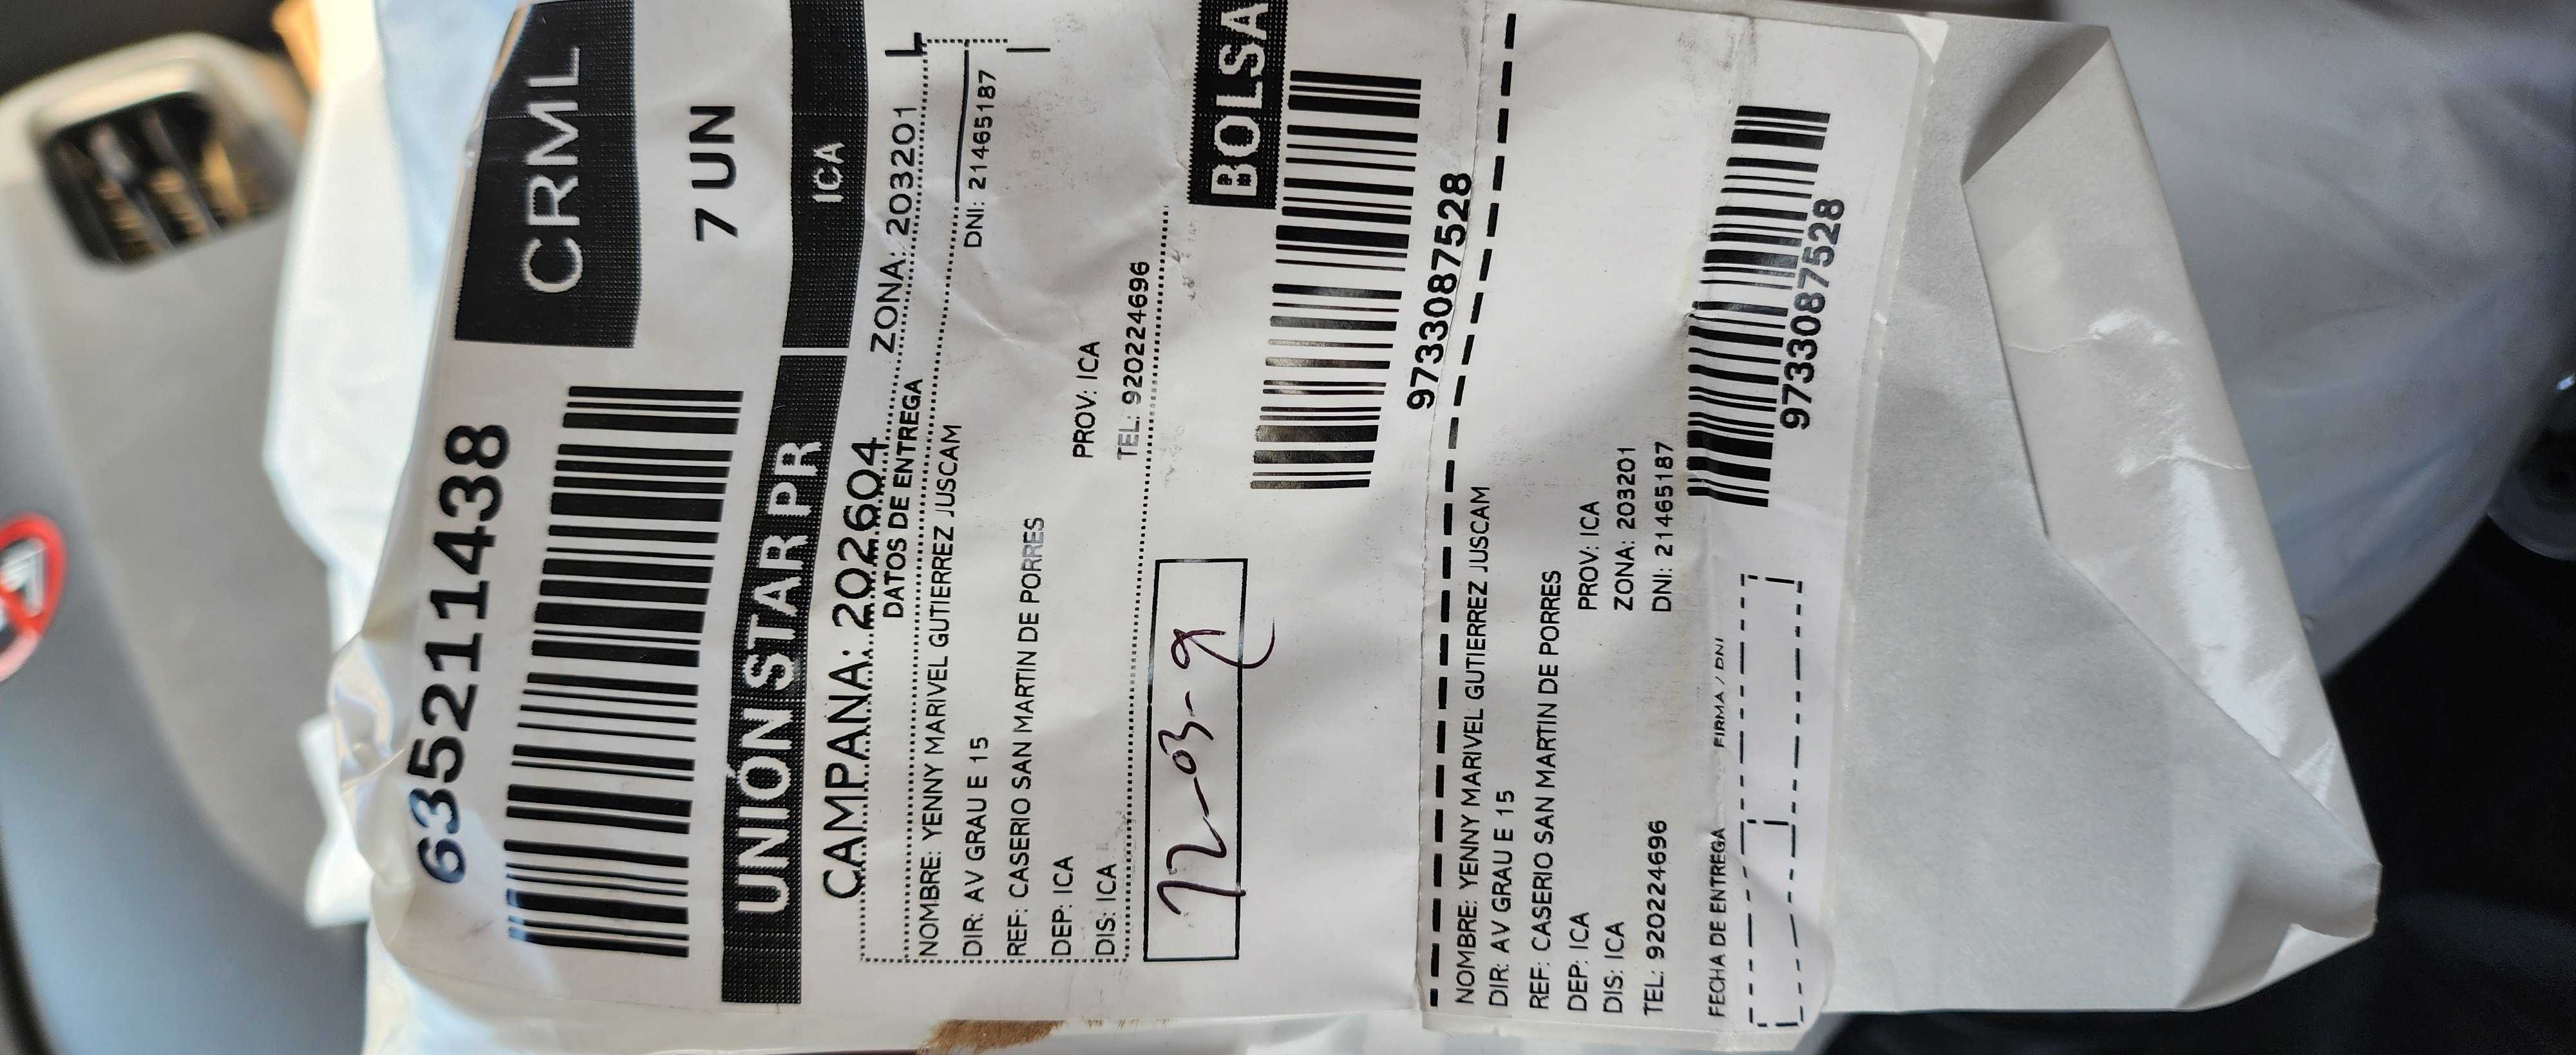 635211438
CRML
7 UN
UNIÓN STAR PR
ICA
CAMPANA: 202604 ZONA: 203201
DATOS DE ENTREGA
NOMBRE: YENNY MARIVEL GUTIERREZ JUSCAM
DIR: AV GRAU E 15 DNI: 21465187
REF: CASERIO SAN MARTIN DE PORRES
DEP: ICA PROV: ICA
DIS: ICA TEL: 920224696
BOLSA
9733087528
NOMBRE: YENNY MARIVEL GUTIERREZ JUSCAM
DIR: AV GRAU E 15
REF: CASERIO SAN MARTIN DE PORRES
DEP: ICA PROV: ICA
DIS: ICA ZONA: 203201
TEL: 920224696 DNI: 21465187
FECHA DE ENTREGA FIRMA / DNI
9733087528